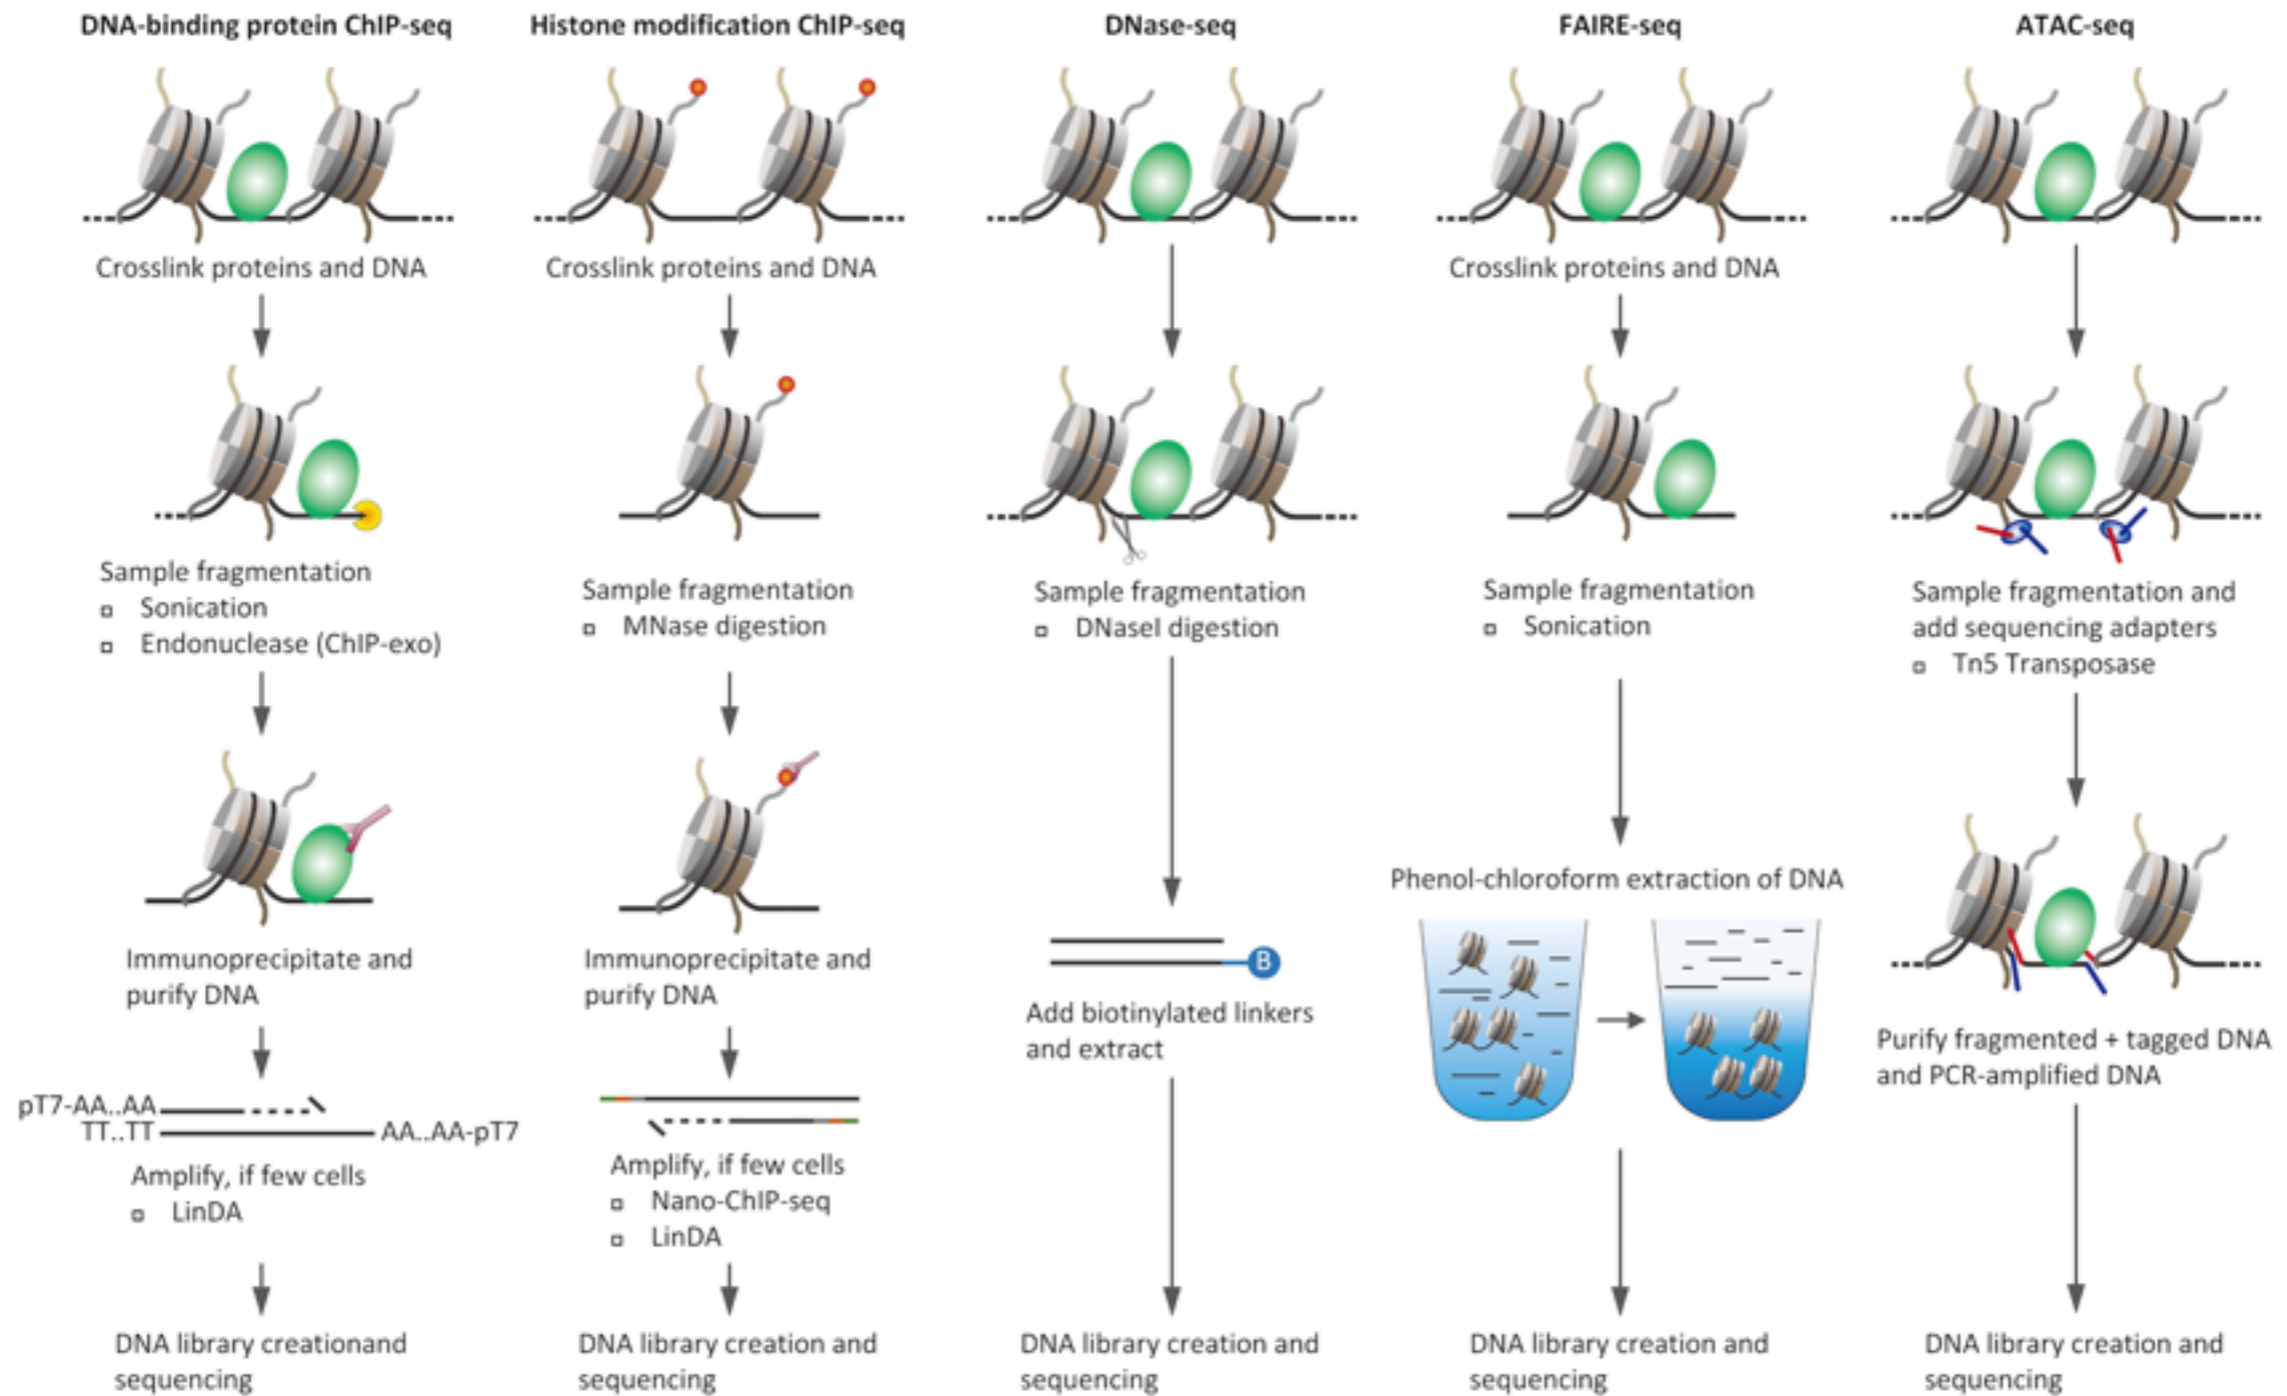 DNA-binding protein ChIP-seq
Crosslink proteins and DNA
Sample fragmentation
Sonication
Endonuclease (ChIP-exo)
Immunoprecipitate and
purify DNA
pT7-AA..AA
TT..TT
AA..AA-pT7
Amplify, if few cells
LinDA
DNA library creationand
sequencing
Histone modification ChIP-seq
Crosslink proteins and DNA
Sample fragmentation
MNase digestion
Immunoprecipitate and
purify DNA
Amplify, if few cells
Nano-ChIP-seq
LinDA
DNA library creation and
sequencing
DNase-seq
Sample fragmentation
DNaseI digestion
B
Add biotinylated linkers
and extract
DNA library creation and
sequencing
FAIRE-seq
Crosslink proteins and DNA
Sample fragmentation
Sonication
Phenol-chloroform extraction of DNA
DNA library creation and
sequencing
ATAC-seq
Sample fragmentation and
add sequencing adapters
Tn5 Transposase
Purify fragmented + tagged DNA
and PCR-amplified DNA
DNA library creation and
sequencing